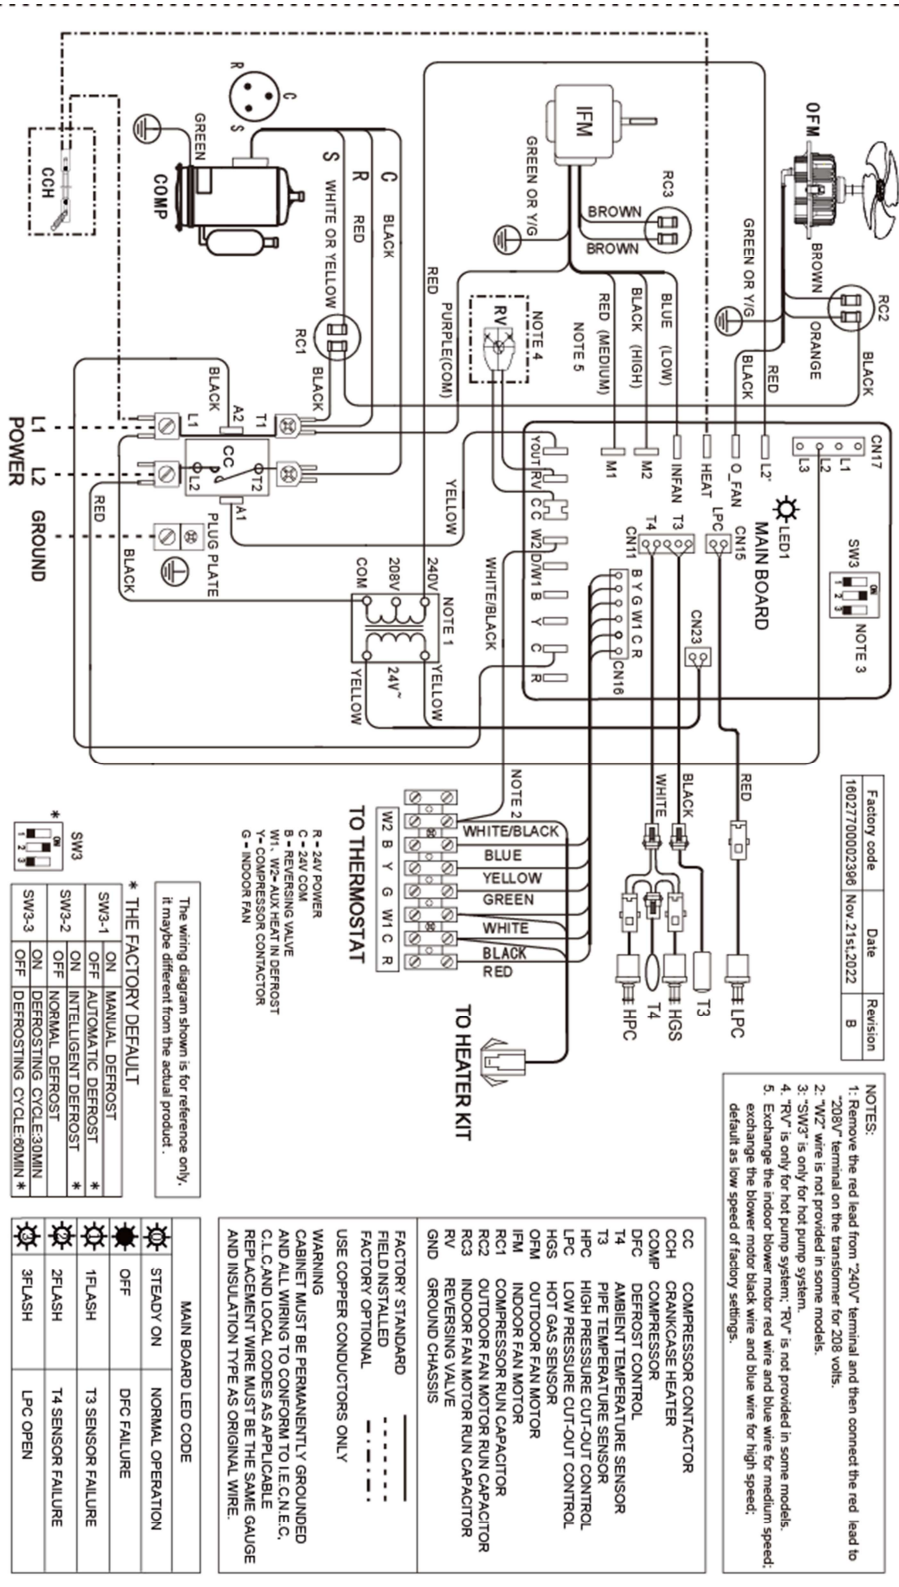 OFM
RC2
BROWN
ORANGE
BLACK
GREEN OR Y/G
BLACK
RED
IFM
RC3
BROWN
BROWN
GREEN OR Y/G
BLUE (LOW)
BLACK (HIGH)
RED (MEDIUM)
NOTE 5
NOTE 4
RV
PURPLE(COM)
RED
R
C
S
GREEN
COMP
CCH
C
R
S
BLACK
RED
WHITE OR YELLOW
RC1
BLACK
BLACK
L1
A2
T1
CC
L2
T2
A1
L1
L2
POWER
GROUND
PLUG PLATE
RED
BLACK
YELLOW
COM
208V
240V
NOTE 1
24V~
YELLOW
YELLOW
WHITE/BLACK
CN17
L1
L2
L3
L2'
O_FAN
HEAT
INFAN
M2
M1
YOUT
RV
C
C
W2
D/W1
B
Y
C
R
LED1
MAIN BOARD
SW3
ON
1 2 3
NOTE 3
LPC
CN15
T3
T4
CN11
CN23
B Y G W1 C R
CN16
RED
BLACK
WHITE
LPC
T3
HGS
T4
HPC
NOTE 2
WHITE/BLACK
BLUE
YELLOW
GREEN
WHITE
BLACK
RED
W2 B Y G W1 C R
TO THERMOSTAT
TO HEATER KIT
R – 24V POWER
C – 24V COM
B – REVERSING VALVE
W1、W2– AUX HEAT IN DEFROST
Y– COMPRESSOR CONTACTOR
G – INDOOR FAN
Factory code Date Revision
16027700002396 Nov.21st,2022 B
NOTES:
1: Remove the red lead from "240V" terminal and then connect the red lead to
"208V" terminal on the transformer for 208 volts.
2: "W2" wire is not provided in some models.
3: "SW3" is only for hot pump system.
4. "RV" is only for hot pump system; "RV" is not provided in some models.
5. Exchange the indoor blower motor red wire and blue wire for medium speed;
exchange the blower motor black wire and blue wire for high speed;
default as low speed of factory settings.
CC COMPRESSOR CONTACTOR
CCH CRANKCASE HEATER
COMP COMPRESSOR
DFC DEFROST CONTROL
T4 AMBIENT TEMPERATURE SENSOR
T3 PIPE TEMPERATURE SENSOR
HPC HIGH PRESSURE CUT-OUT CONTROL
LPC LOW PRESSURE CUT-OUT CONTROL
HGS HOT GAS SENSOR
OFM OUTDOOR FAN MOTOR
IFM INDOOR FAN MOTOR
RC1 COMPRESSOR RUN CAPACITOR
RC2 OUTDOOR FAN MOTOR RUN CAPACITOR
RC3 INDOOR FAN MOTOR RUN CAPACITOR
RV REVERSING VALVE
GND GROUND CHASSIS
FACTORY STANDARD
FIELD INSTALLED
FACTORY OPTIONAL
USE COPPER CONDUCTORS ONLY
WARNING
CABINET MUST BE PERMANENTLY GROUNDED
AND ALL WIRING TO CONFORM TO I.E.C,N.E.C,
C.L.C,AND LOCAL CODES AS APPLICABLE
REPLACEMENT WIRE MUST BE THE SAME GAUGE
AND INSULATION TYPE AS ORIGINAL WIRE.
The wiring diagram shown is for reference only,
it maybe different from the actual product .
* THE FACTORY DEFAULT
*
SW3
ON
1 2 3
SW3-1 ON MANUAL DEFROST
OFF AUTOMATIC DEFROST *
SW3-2 ON INTELLIGENT DEFROST *
OFF NORMAL DEFROST
SW3-3 ON DEFROSTING CYCLE:30MIN
OFF DEFROSTING CYCLE:60MIN *
MAIN BOARD LED CODE
STEADY ON NORMAL OPERATION
OFF DFC FAILURE
1 1FLASH T3 SENSOR FAILURE
2 2FLASH T4 SENSOR FAILURE
3 3FLASH LPC OPEN